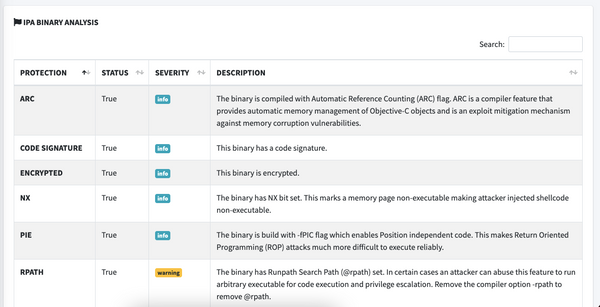 IPA BINARY ANALYSIS
Search:
PROTECTION STATUS SEVERITY DESCRIPTION
ARC True info The binary is compiled with Automatic Reference Counting (ARC) flag. ARC is a compiler feature that
provides automatic memory management of Objective-C objects and is an exploit mitigation mechanism
against memory corruption vulnerabilities.
CODE SIGNATURE True info This binary has a code signature.
ENCRYPTED True info This binary is encrypted.
NX True info The binary has NX bit set. This marks a memory page non-executable making attacker injected shellcode
non-executable.
PIE True info The binary is build with -fPIC flag which enables Position independent code. This makes Return Oriented
Programming (ROP) attacks much more difficult to execute reliably.
RPATH True warning The binary has Runpath Search Path (@rpath) set. In certain cases an attacker can abuse this feature to run
arbitrary executable for code execution and privilege escalation. Remove the compiler option -rpath to
remove @rpath.